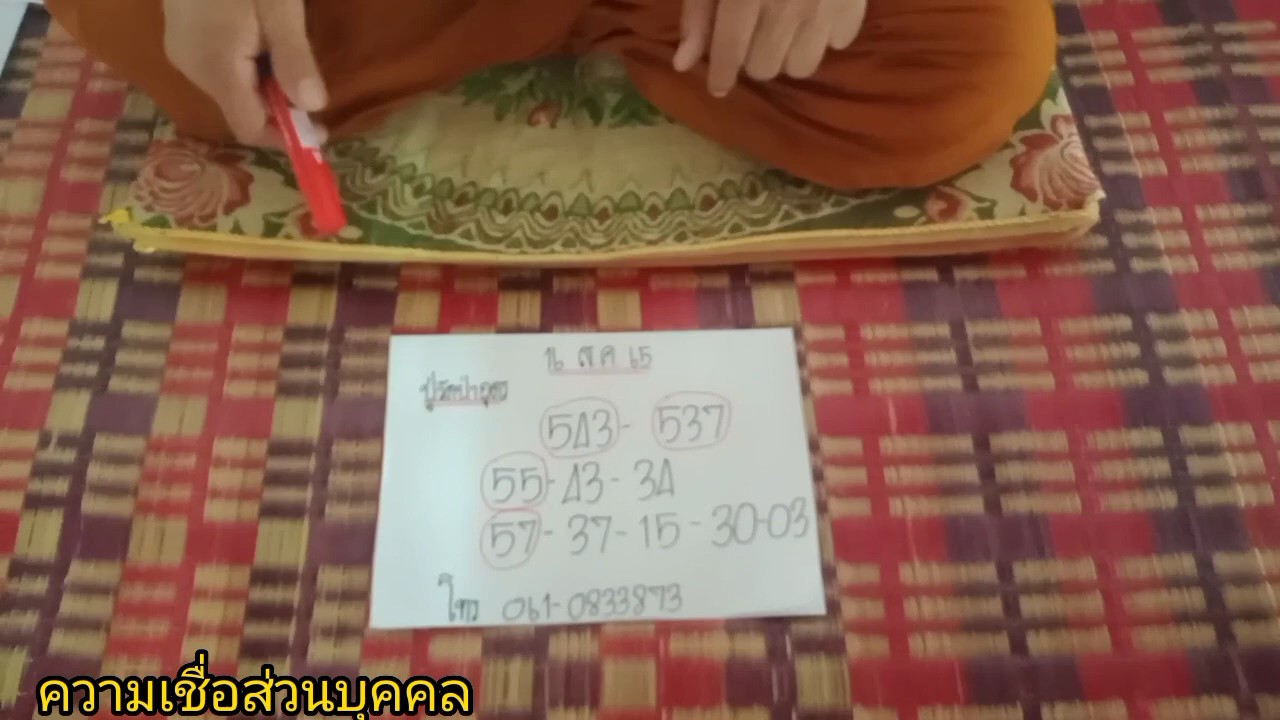 16 ส ค 65
543 - 537
55 - 43 - 34
57 - 37 - 15 - 30 - 03
โทร 061-0833873
ความเชื่อส่วนบุคคล